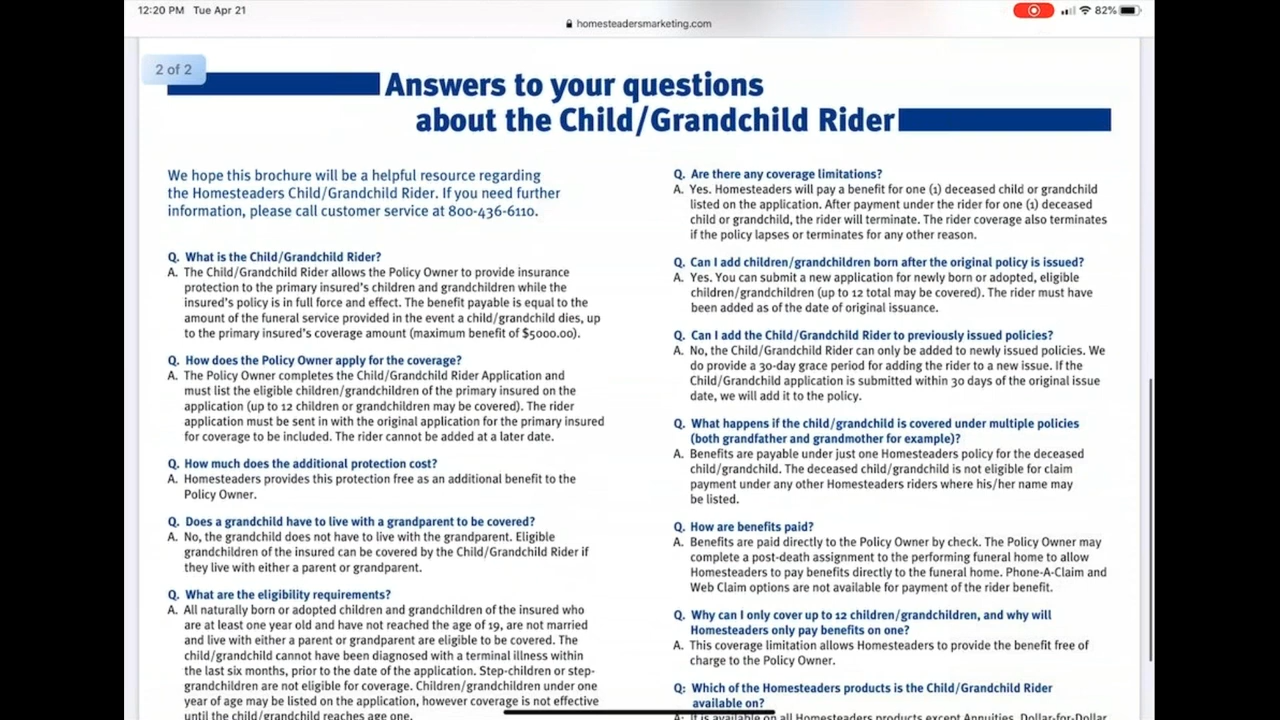 12:20 PM Tue Apr 21
82%
homesteadersmarketing.com
2 of 2
Answers to your questions
about the Child/Grandchild Rider
We hope this brochure will be a helpful resource regarding
the Homesteaders Child/Grandchild Rider. If you need further
information, please call customer service at 800-436-6110.
Q. What is the Child/Grandchild Rider?
A. The Child/Grandchild Rider allows the Policy Owner to provide insurance
protection to the primary insured's children and grandchildren while the
insured's policy is in full force and effect. The benefit payable is equal to the
amount of the funeral service provided in the event a child/grandchild dies, up
to the primary insured's coverage amount (maximum benefit of $5000.00).
Q. How does the Policy Owner apply for the coverage?
A. The Policy Owner completes the Child/Grandchild Rider Application and
must list the eligible children/grandchildren of the primary insured on the
application (up to 12 children or grandchildren may be covered). The rider
application must be sent in with the original application for the primary insured
for coverage to be included. The rider cannot be added at a later date.
Q. How much does the additional protection cost?
A. Homesteaders provides this protection free as an additional benefit to the
Policy Owner.
Q. Does a grandchild have to live with a grandparent to be covered?
A. No, the grandchild does not have to live with the grandparent. Eligible
grandchildren of the insured can be covered by the Child/Grandchild Rider if
they live with either a parent or grandparent.
Q. What are the eligibility requirements?
A. All naturally born or adopted children and grandchildren of the insured who
are at least one year old and have not reached the age of 19, are not married
and live with either a parent or grandparent are eligible to be covered. The
child/grandchild cannot have been diagnosed with a terminal illness within
the last six months, prior to the date of the application. Step-children or step-
grandchildren are not eligible for coverage. Children/grandchildren under one
year of age may be listed on the application, however coverage is not effective
until the child/grandchild reaches age one.
Q. Are there any coverage limitations?
A. Yes. Homesteaders will pay a benefit for one (1) deceased child or grandchild
listed on the application. After payment under the rider for one (1) deceased
child or grandchild, the rider will terminate. The rider coverage also terminates
if the policy lapses or terminates for any other reason.
Q. Can I add children/grandchildren born after the original policy is issued?
A. Yes. You can submit a new application for newly born or adopted, eligible
children/grandchildren (up to 12 total may be covered). The rider must have
been added as of the date of original issuance.
Q. Can I add the Child/Grandchild Rider to previously issued policies?
A. No, the Child/Grandchild Rider can only be added to newly issued policies. We
do provide a 30-day grace period for adding the rider to a new issue. If the
Child/Grandchild application is submitted within 30 days of the original issue
date, we will add it to the policy.
Q. What happens if the child/grandchild is covered under multiple policies
(both grandfather and grandmother for example)?
A. Benefits are payable under just one Homesteaders policy for the deceased
child/grandchild. The deceased child/grandchild is not eligible for claim
payment under any other Homesteaders riders where his/her name may
be listed.
Q. How are benefits paid?
A. Benefits are paid directly to the Policy Owner by check. The Policy Owner may
complete a post-death assignment to the performing funeral home to allow
Homesteaders to pay benefits directly to the funeral home. Phone-A-Claim and
Web Claim options are not available for payment of the rider benefit.
Q. Why can I only cover up to 12 children/grandchildren, and why will
Homesteaders only pay benefits on one?
A. This coverage limitation allows Homesteaders to provide the benefit free of
charge to the Policy Owner.
Q: Which of the Homesteaders products is the Child/Grandchild Rider
available on?
A: It is available on all Homesteaders products except Annuities, Dollar-for-Dollar